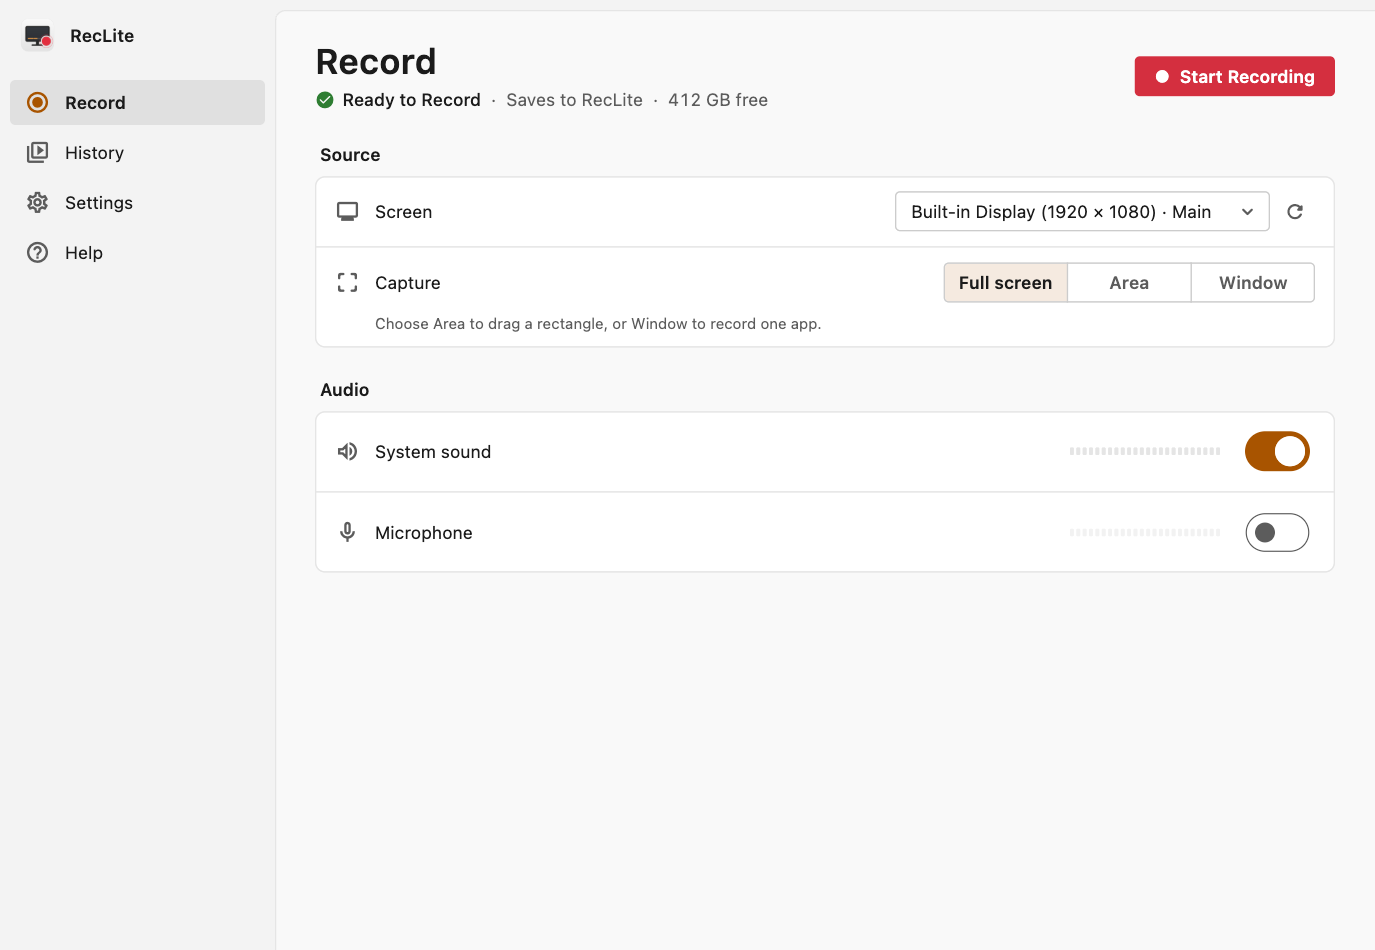 RecLite
Record
History
Settings
Help
Record
Ready to Record · Saves to RecLite · 412 GB free
Start Recording
Source
Screen
Built-in Display (1920 × 1080) · Main
Capture
Full screen
Area
Window
Choose Area to drag a rectangle, or Window to record one app.
Audio
System sound
Microphone